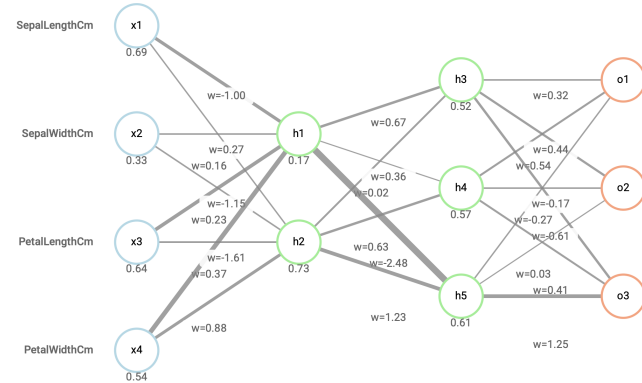 SepalLengthCm
x1
0.69
SepalWidthCm
x2
0.33
PetalLengthCm
x3
0.64
PetalWidthCm
x4
0.54
w=-1.00
w=0.27
w=0.16
w=-1.15
w=0.23
w=-1.61
w=0.37
w=0.88
h1
0.17
h2
0.73
w=0.67
w=0.36
w=0.02
w=0.63
w=-2.48
w=1.23
h3
0.52
h4
0.57
h5
0.61
w=0.32
w=0.44
w=0.54
w=-0.17
w=-0.27
w=-0.61
w=0.03
w=0.41
w=1.25
o1
o2
o3